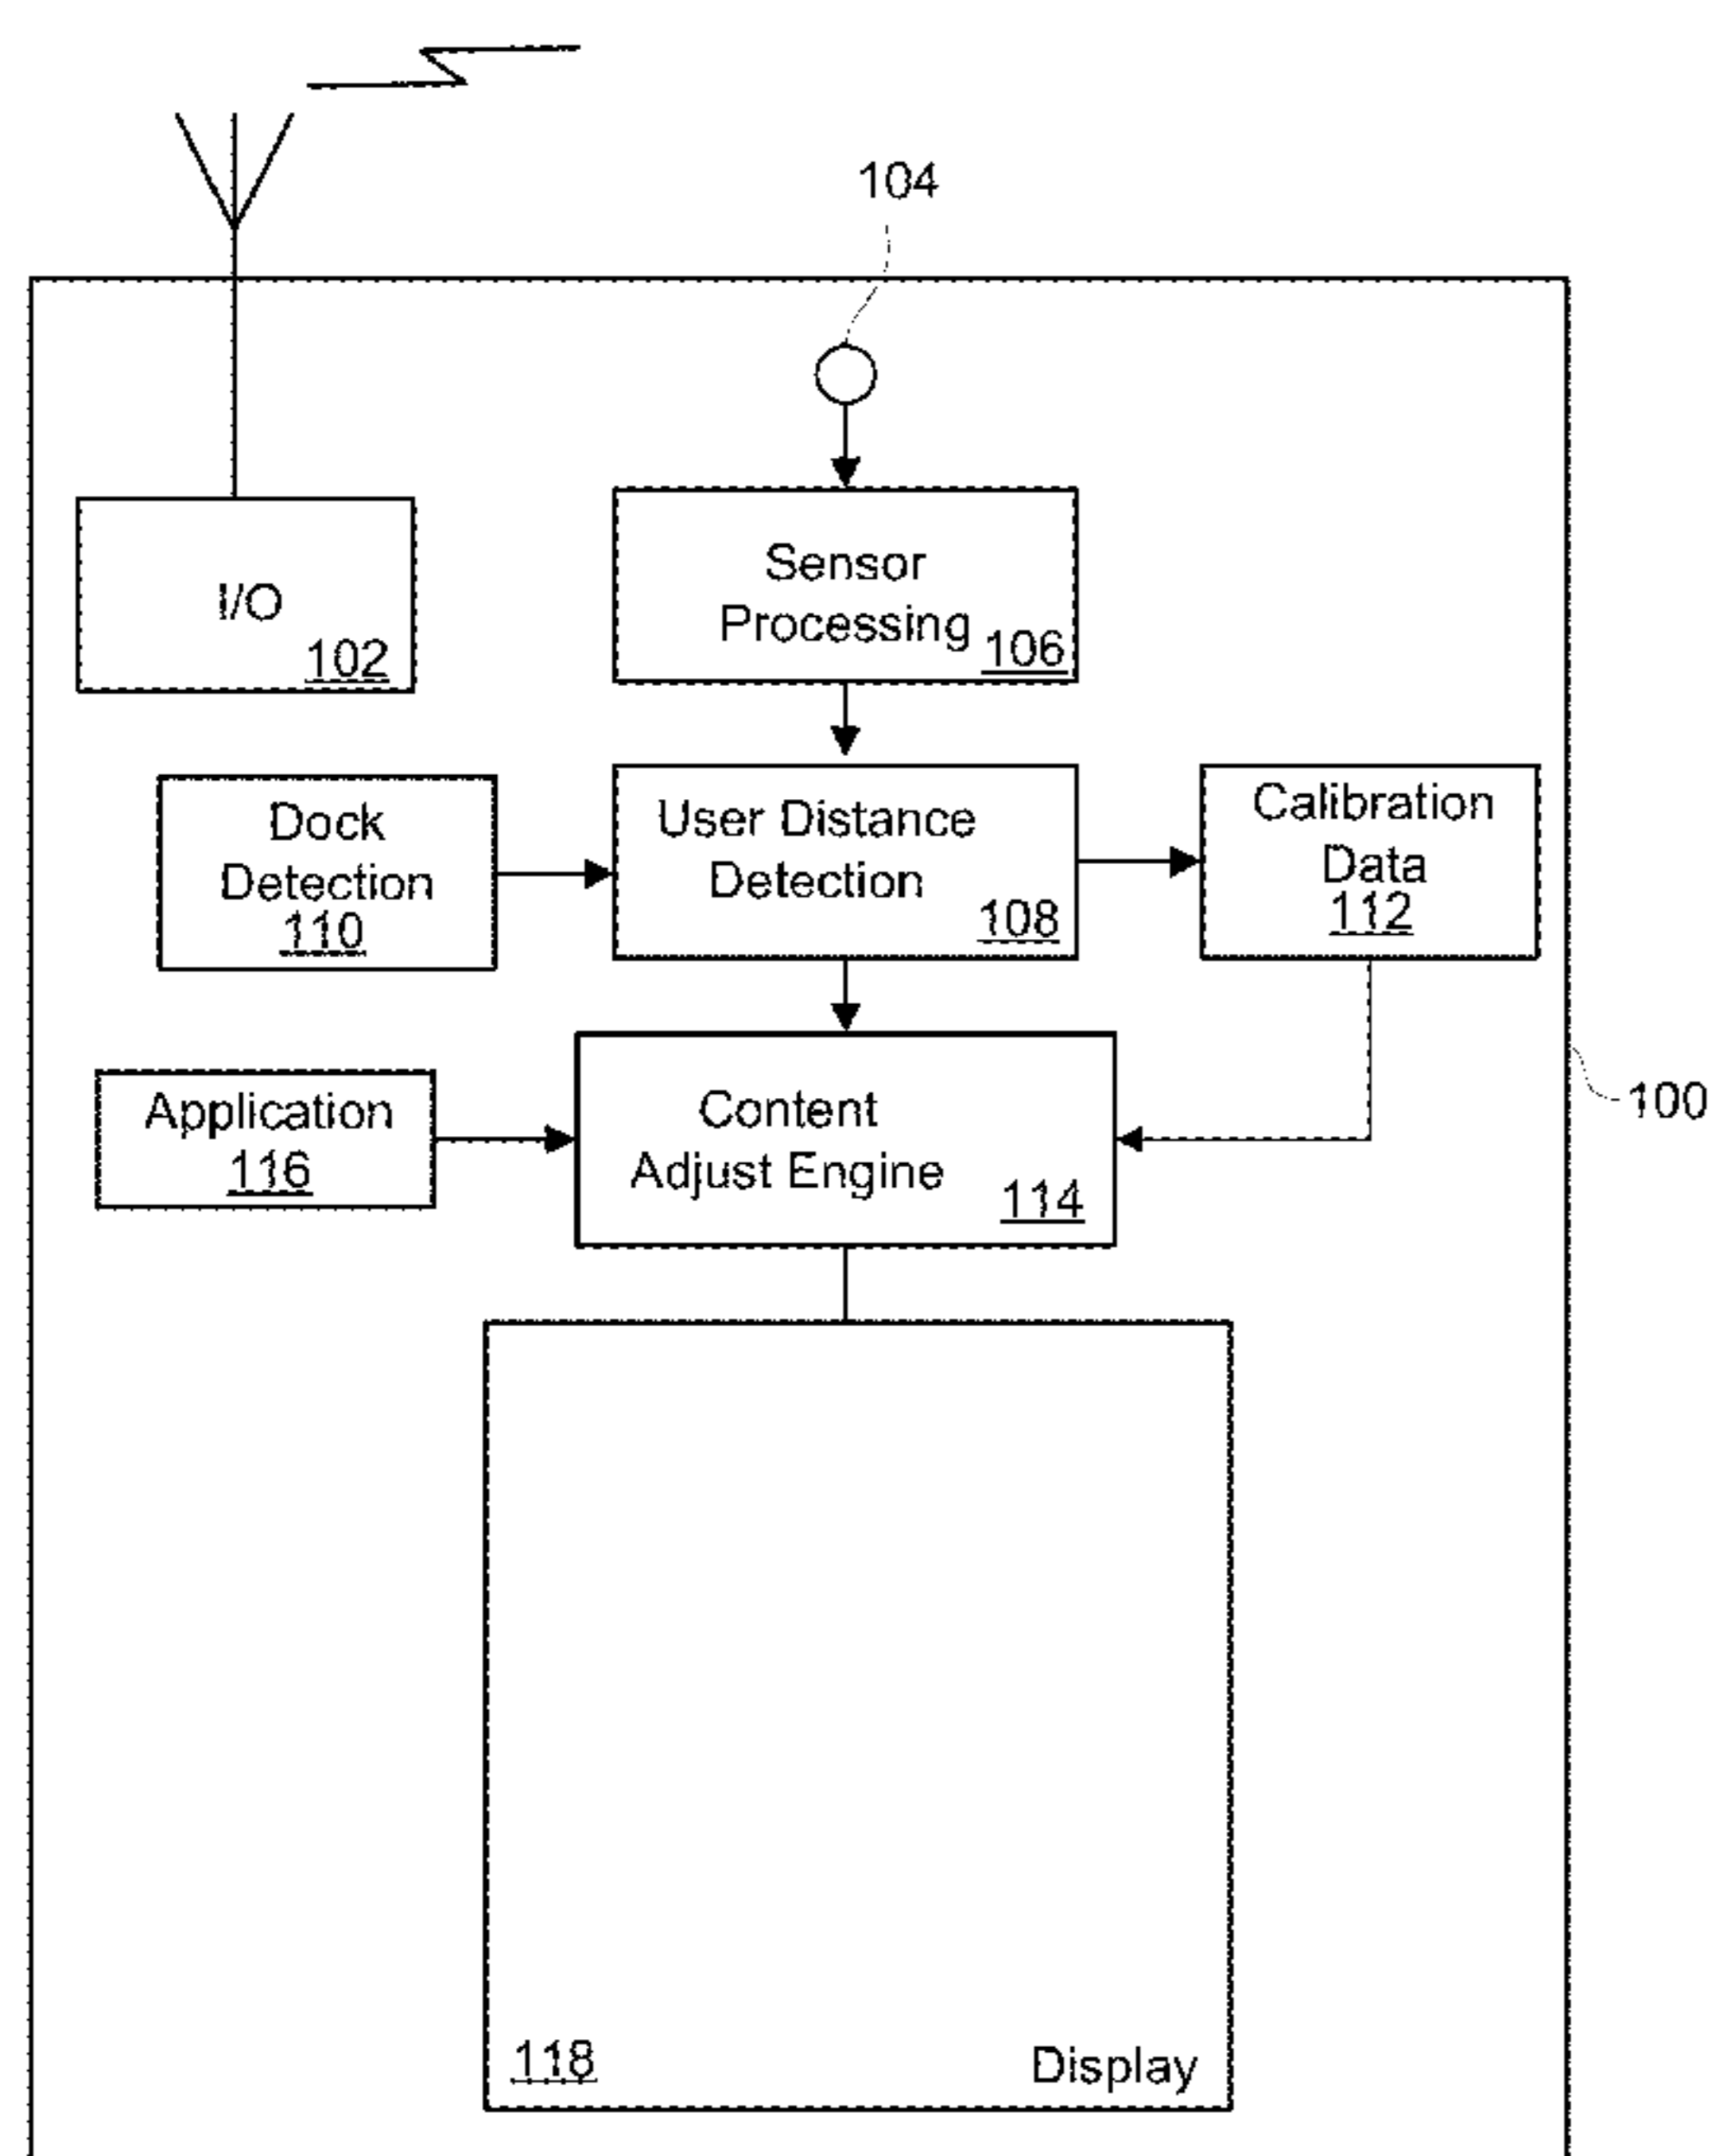 104
I/O
102
Sensor
Processing
106
Dock
Detection
110
User Distance
Detection
108
Calibration
Data
112
Application
116
Content
Adjust Engine
114
100
118
Display